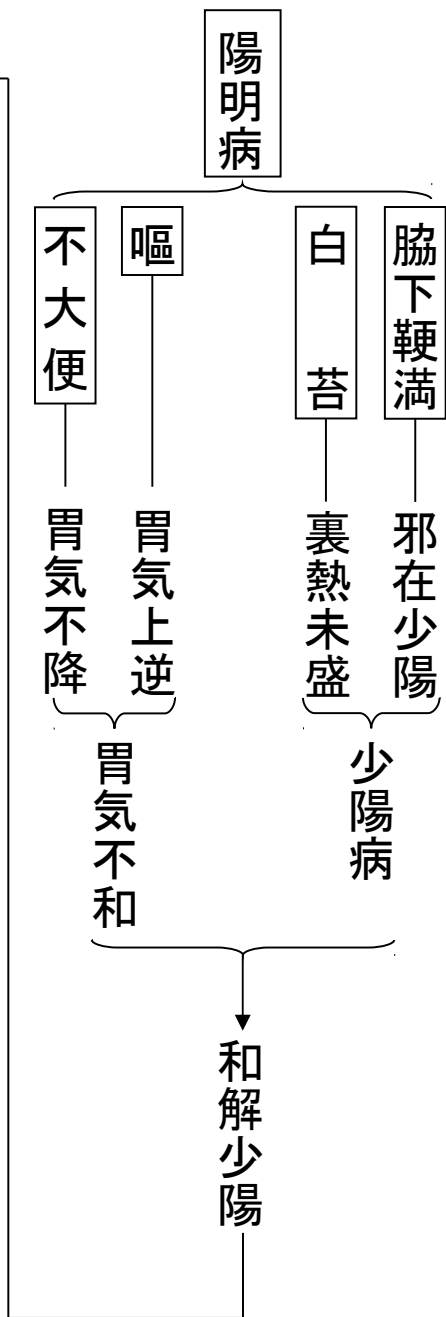 陽明病
脇下鞕満
白苔
嘔
不大便
邪在少陽
裏熱未盛
胃気上逆
胃気不降
少陽病
胃気不和
和解少陽